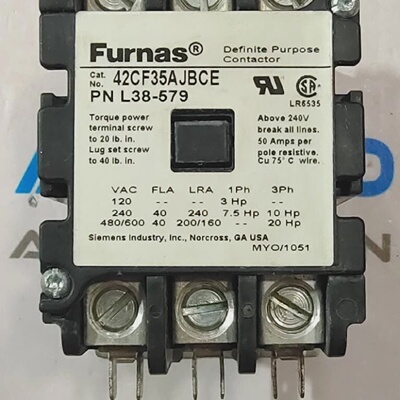 Furnas®
Definite Purpose
Contactor
Cat.
No. 42CF35AJBCE
PN L38-579
LR6535
Torque power
terminal screw
to 20 lb. in.
Lug set screw
to 40 lb. in.
Above 240V
break all lines.
50 Amps per
pole resistive.
Cu 75°C wire.
VAC FLA LRA 1Ph 3Ph
120 -- -- 3 Hp --
240 40 240 7.5 Hp 10 Hp
480/600 40 200/160 -- 20 Hp
Siemens Industry, Inc., Norcross, GA USA
MYO/1051